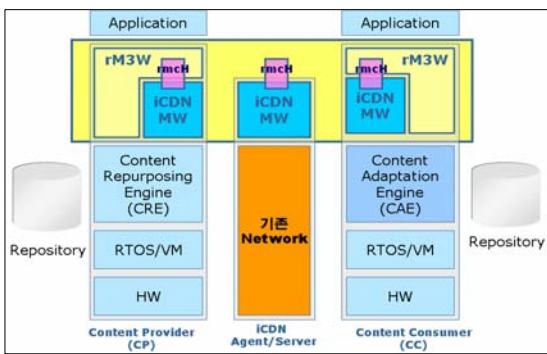 Application
Application
rM3W
rmcH
rmcH
rmcH
rM3W
iCDN
MW
iCDN
MW
iCDN
MW
Content
Repurposing
Engine
(CRE)
기존
Network
Content
Adaptation
Engine
(CAE)
Repository
Repository
RTOS/VM
RTOS/VM
HW
HW
Content Provider
(CP)
iCDN
Agent/Server
Content Consumer
(CC)